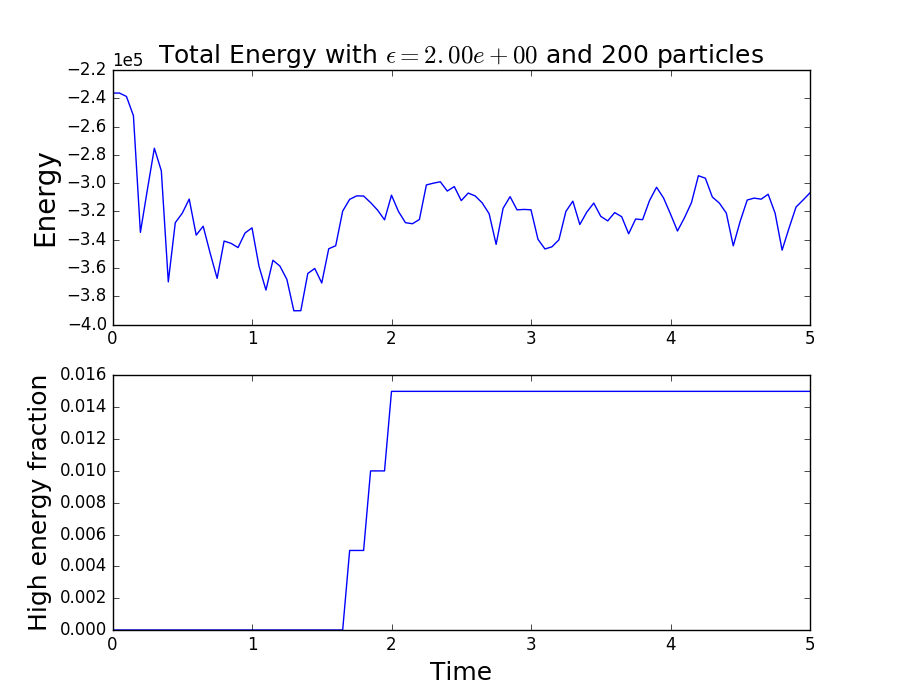 Total Energy with ϵ=2.00e+00 and 200 particles
1e5
−2.2
−2.4
−2.6
−2.8
−3.0
−3.2
−3.4
−3.6
−3.8
−4.0
Energy
0 1 2 3 4 5
0.016
0.014
0.012
0.010
0.008
0.006
0.004
0.002
0.000
High energy fraction
0 1 2 3 4 5
Time